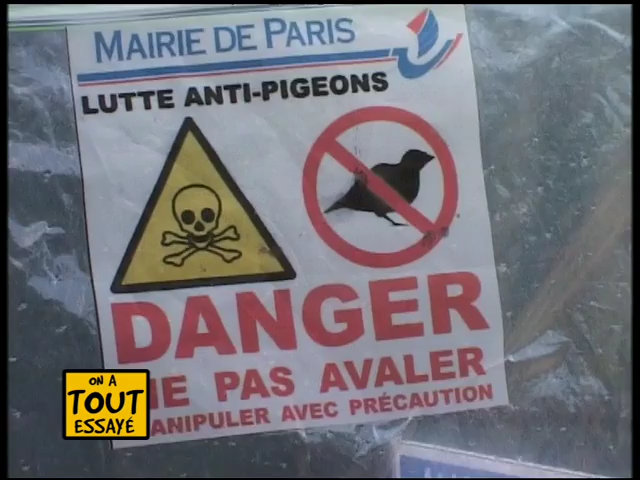 MAIRIE DE PARIS
LUTTE ANTI-PIGEONS
DANGER
PAS AVALER
AVEC PRÉCAUTION
ON A
TOUT
ESSAYÉ